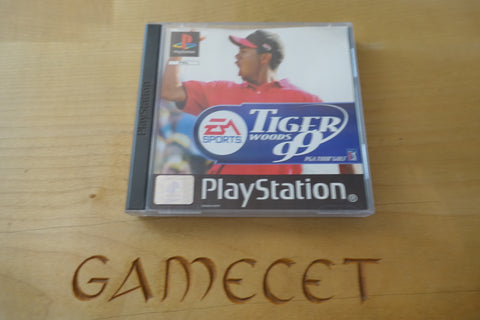 PlayStation
PlayStation
EA
SPORTS
TIGER
WOODS
99
PGA TOUR GOLF
PlayStation®
GAMECET